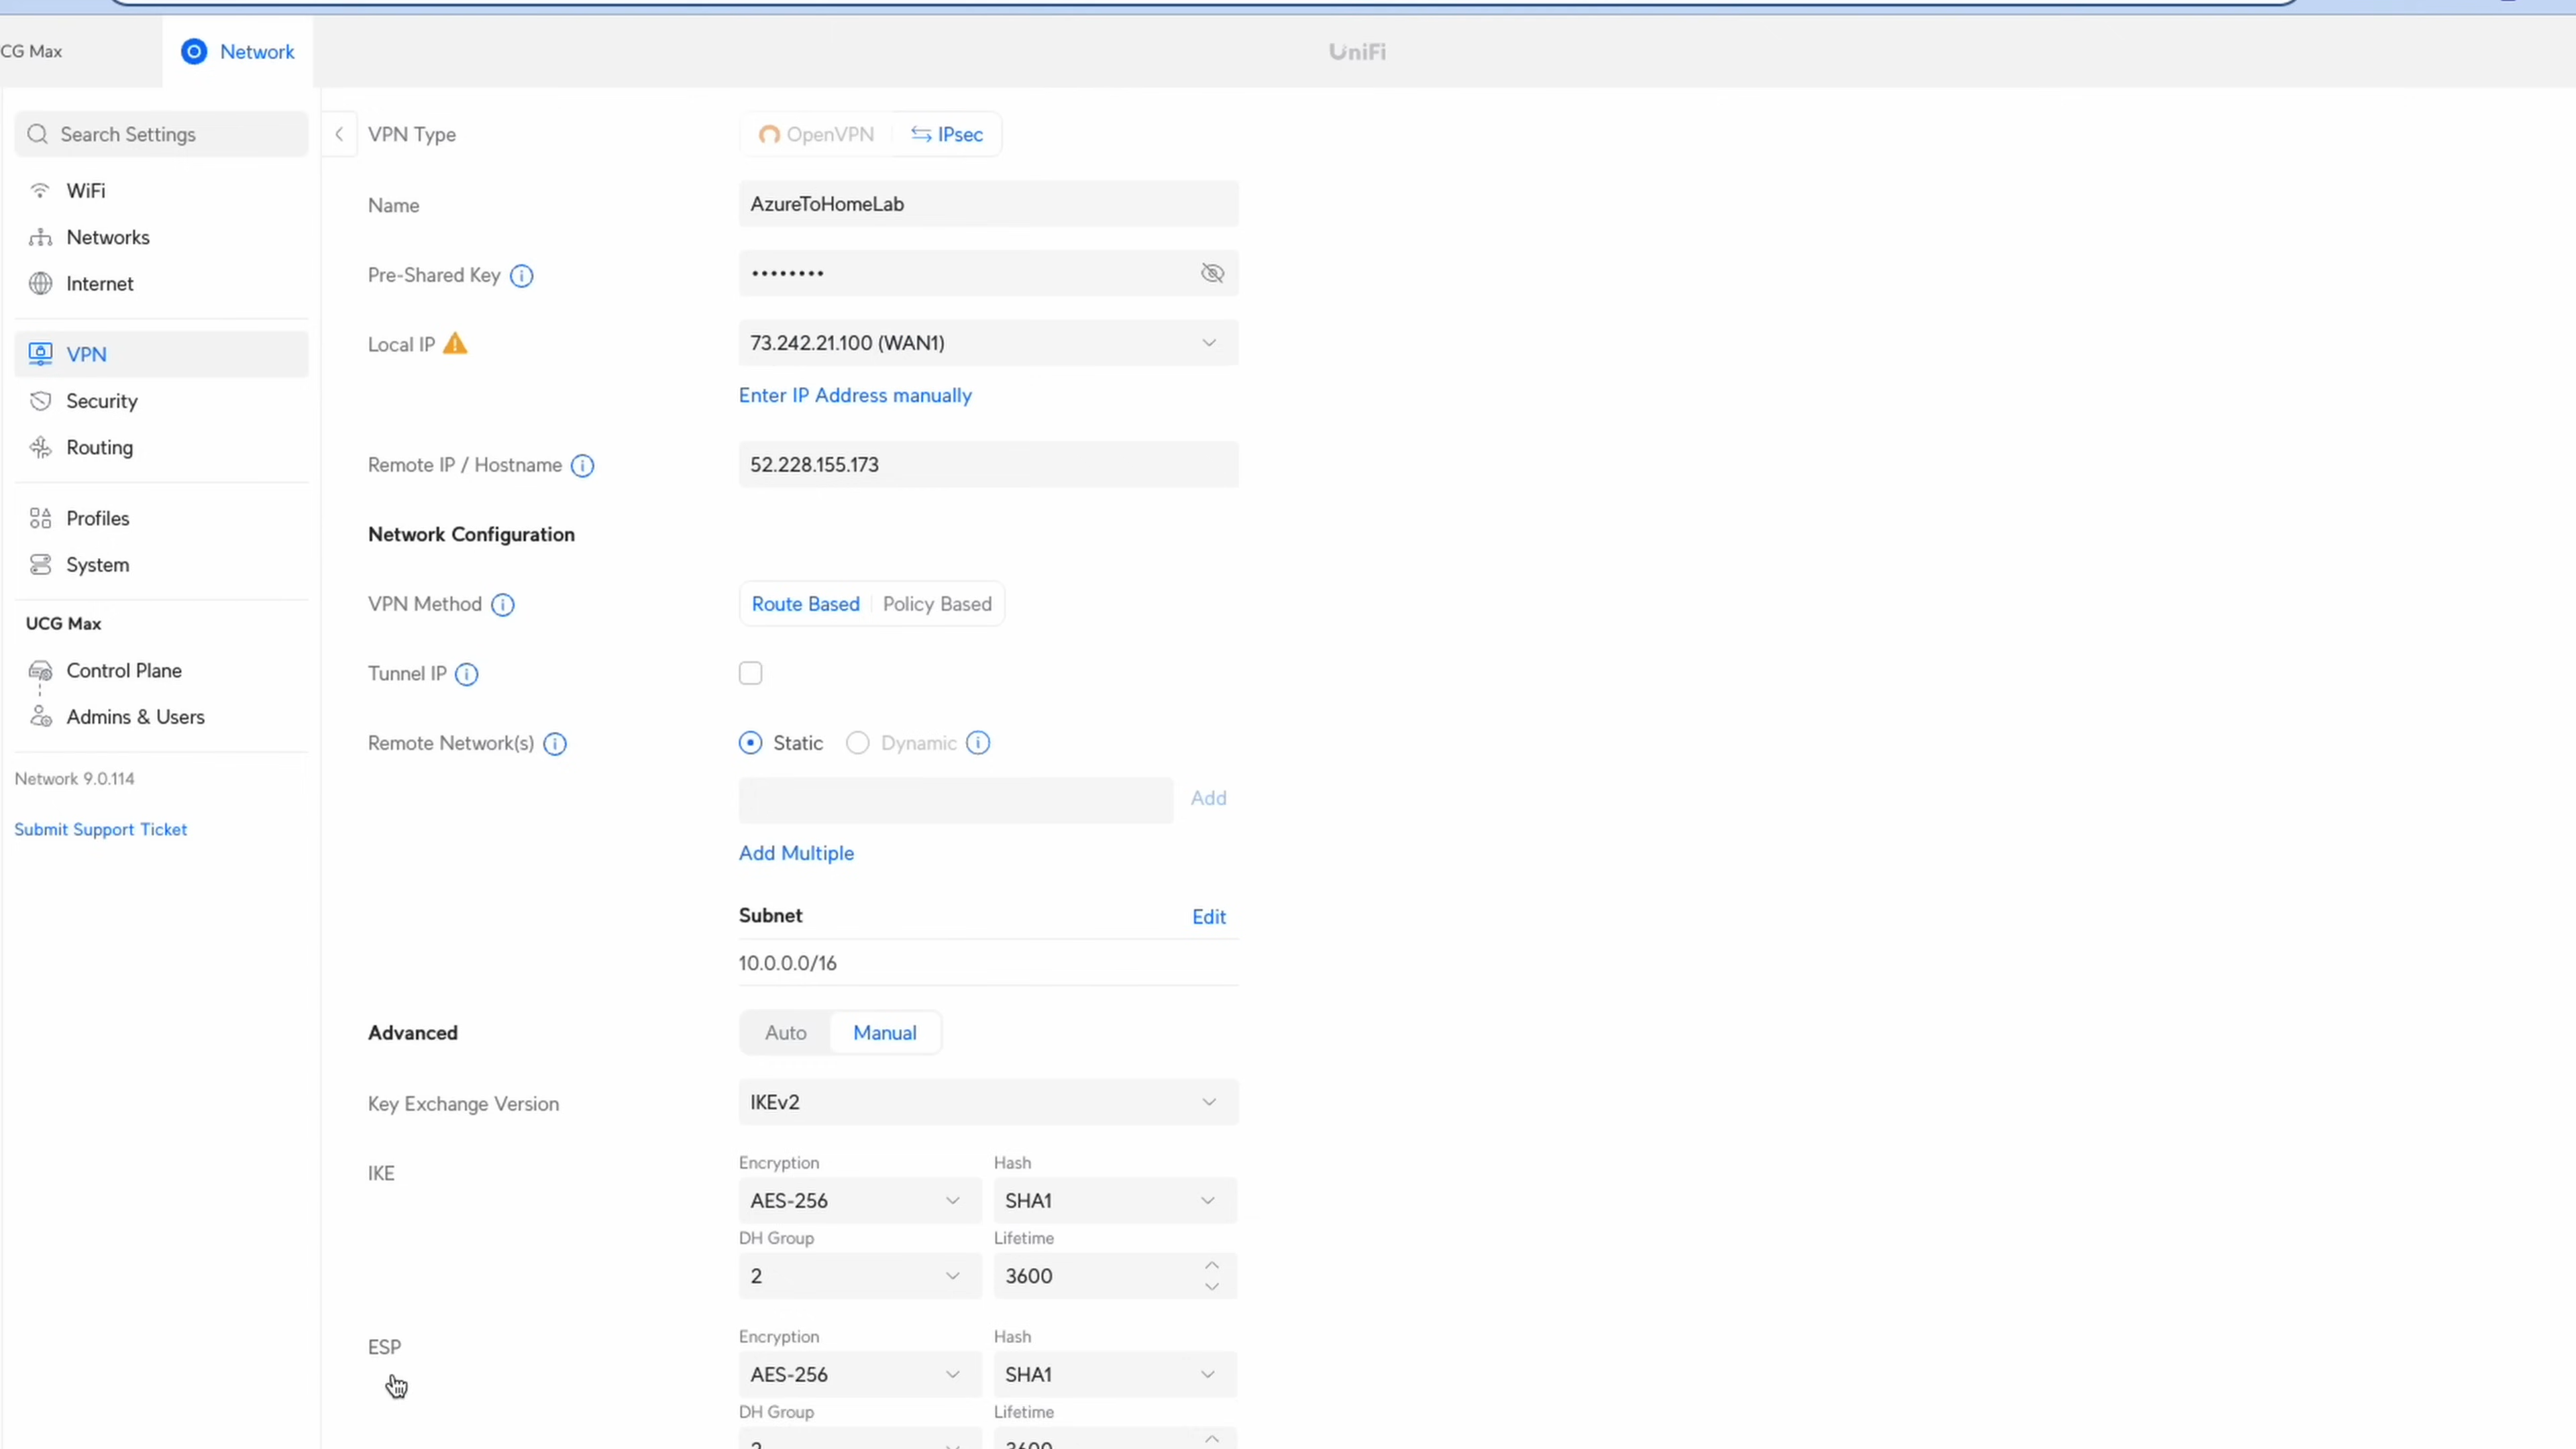 CG Max
Network
UniFi
Search Settings
WiFi
Networks
Internet
VPN
Security
Routing
Profiles
System
UCG Max
Control Plane
Admins & Users
Network 9.0.114
Submit Support Ticket
VPN Type
OpenVPN
IPsec
Name
AzureToHomeLab
Pre-Shared Key
••••••••
Local IP
73.242.21.100 (WAN1)
Enter IP Address manually
Remote IP / Hostname
52.228.155.173
Network Configuration
VPN Method
Route Based
Policy Based
Tunnel IP
Remote Network(s)
Static
Dynamic
Add
Add Multiple
Subnet
Edit
10.0.0.0/16
Advanced
Auto
Manual
Key Exchange Version
IKEv2
IKE
Encryption
Hash
AES-256
SHA1
DH Group
Lifetime
2
3600
ESP
Encryption
Hash
AES-256
SHA1
DH Group
Lifetime
2
3600